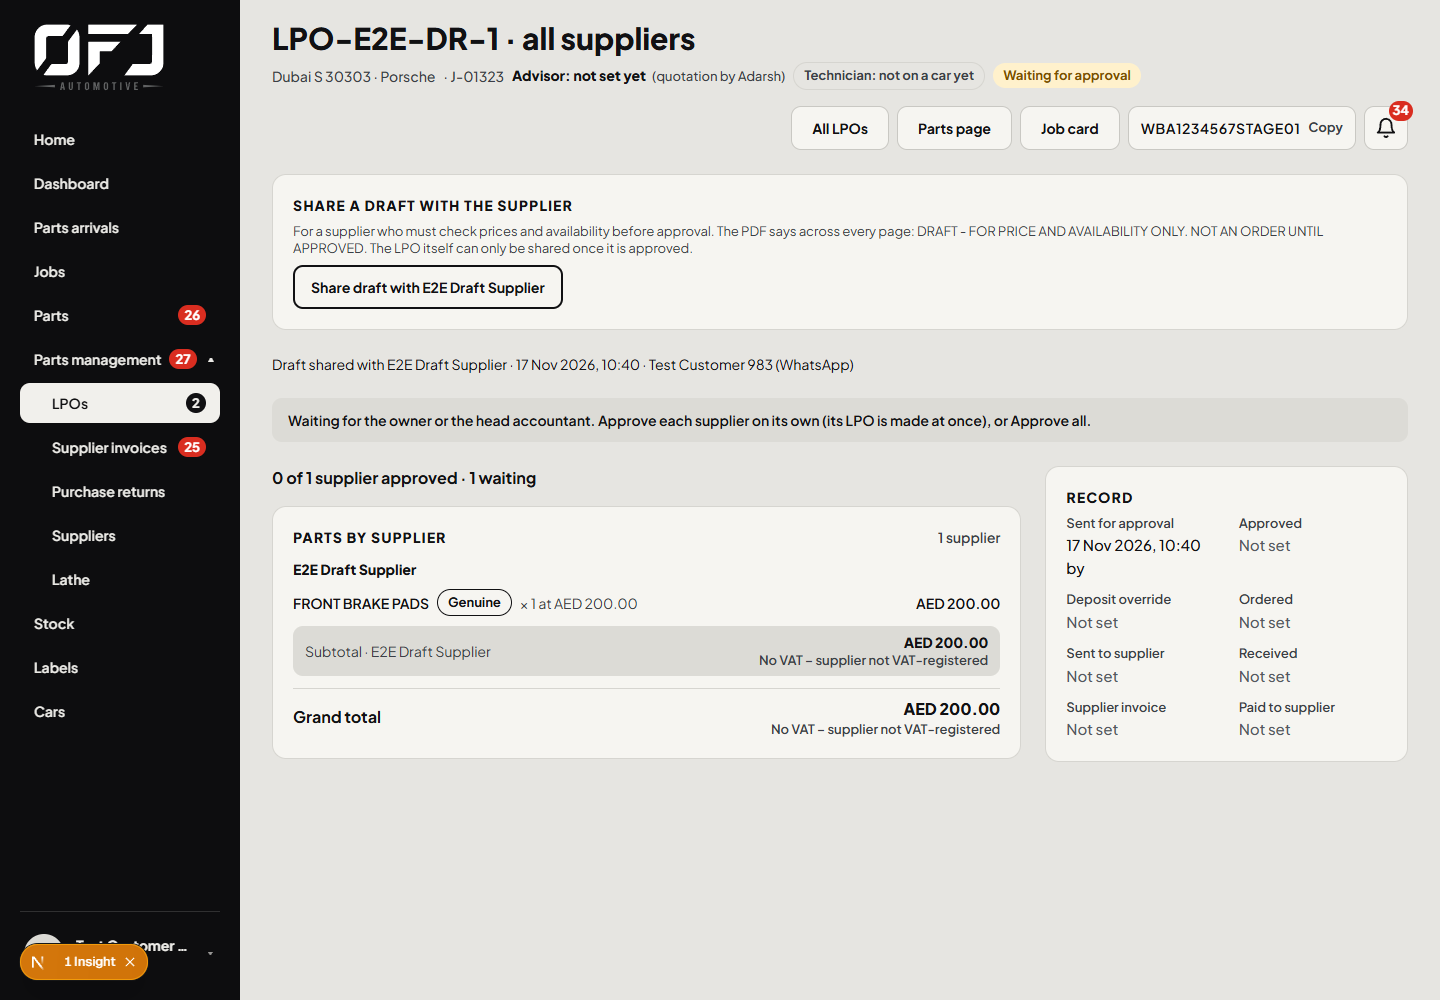 OFJ
AUTOMOTIVE
Home
Dashboard
Parts arrivals
Jobs
Parts 26
Parts management 27
LPOs 2
Supplier invoices 25
Purchase returns
Suppliers
Lathe
Stock
Labels
Cars
1 Insight
LPO-E2E-DR-1 · all suppliers
Dubai S 30303 · Porsche · J-01323 Advisor: not set yet (quotation by Adarsh) Technician: not on a car yet Waiting for approval
All LPOs Parts page Job card WBA1234567STAGE01 Copy 34
SHARE A DRAFT WITH THE SUPPLIER
For a supplier who must check prices and availability before approval. The PDF says across every page: DRAFT - FOR PRICE AND AVAILABILITY ONLY. NOT AN ORDER UNTIL
APPROVED. The LPO itself can only be shared once it is approved.
Share draft with E2E Draft Supplier
Draft shared with E2E Draft Supplier · 17 Nov 2026, 10:40 · Test Customer 983 (WhatsApp)
Waiting for the owner or the head accountant. Approve each supplier on its own (its LPO is made at once), or Approve all.
0 of 1 supplier approved · 1 waiting
PARTS BY SUPPLIER 1 supplier
E2E Draft Supplier
FRONT BRAKE PADS Genuine × 1 at AED 200.00 AED 200.00
Subtotal · E2E Draft Supplier AED 200.00
No VAT – supplier not VAT-registered
Grand total AED 200.00
No VAT – supplier not VAT-registered
RECORD
Sent for approval Approved
17 Nov 2026, 10:40 Not set
by
Deposit override Ordered
Not set Not set
Sent to supplier Received
Not set Not set
Supplier invoice Paid to supplier
Not set Not set